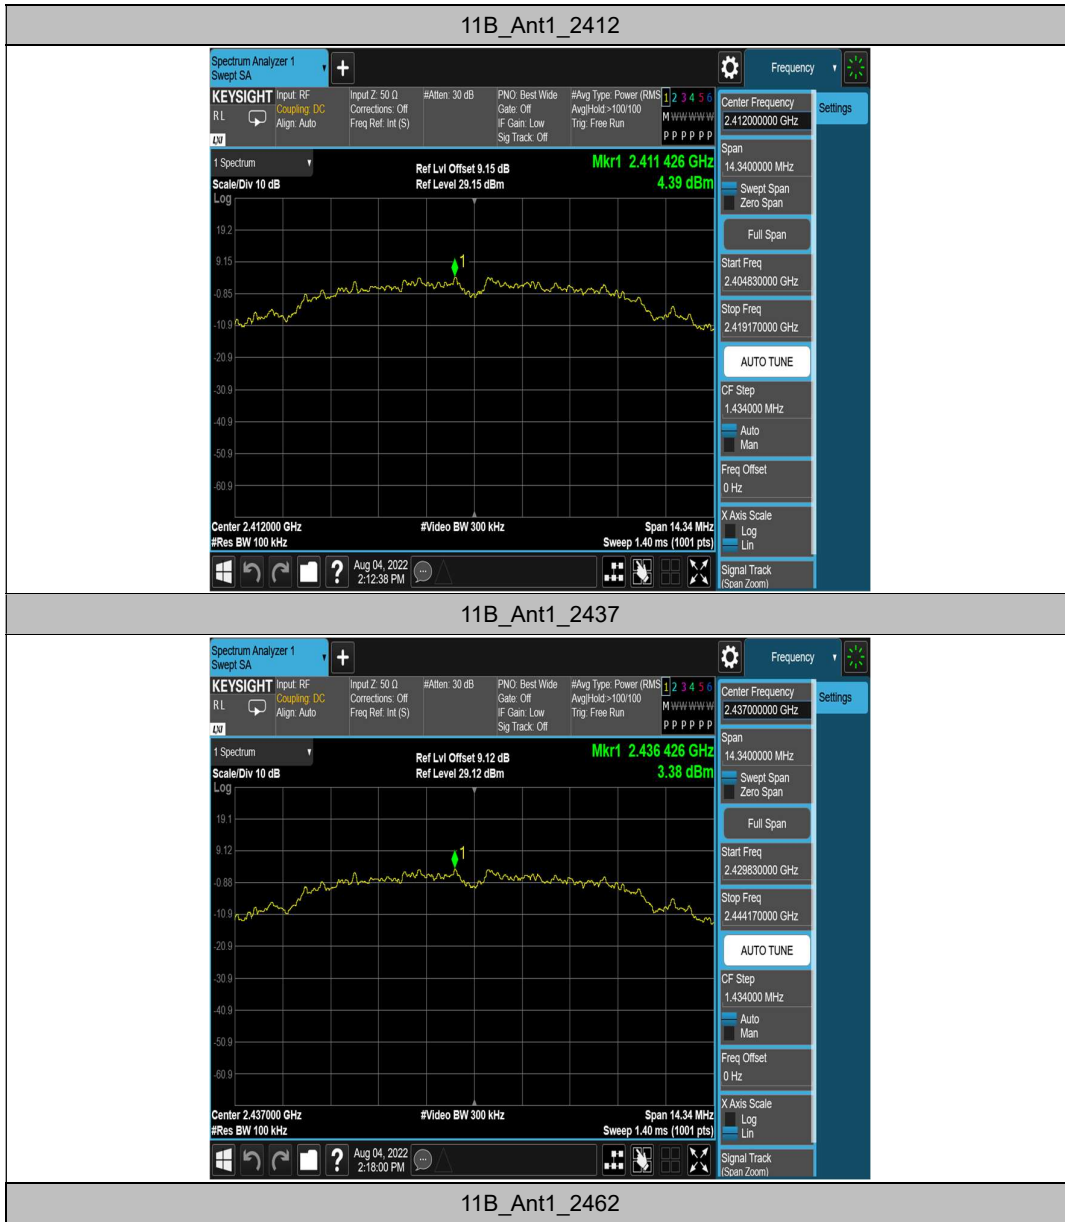 11B_Ant1_2412
Spectrum Analyzer 1
Swept SA
+
Frequency
KEYSIGHT
RL
LXI
Input: RF
Coupling: DC
Align: Auto
Input Z: 50 Ω
Corrections: Off
Freq Ref: Int (S)
#Atten: 30 dB
PNO: Best Wide
Gate: Off
IF Gain: Low
Sig Track: Off
#Avg Type: Power (RMS
Avg|Hold:>100/100
Trig: Free Run
1 2 3 4 5 6
M W W W W W
P P P P P P
1 Spectrum
Scale/Div 10 dB
Log
Ref Lvl Offset 9.15 dB
Ref Level 29.15 dBm
Mkr1 2.411 426 GHz
4.39 dBm
19.2
9.15
-0.85
-10.9
-20.9
-30.9
-40.9
-50.9
-60.9
1
Center 2.412000 GHz
#Res BW 100 kHz
#Video BW 300 kHz
Span 14.34 MHz
Sweep 1.40 ms (1001 pts)
?
Aug 04, 2022
2:12:38 PM
Center Frequency
2.412000000 GHz
Settings
Span
14.3400000 MHz
Swept Span
Zero Span
Full Span
Start Freq
2.404830000 GHz
Stop Freq
2.419170000 GHz
AUTO TUNE
CF Step
1.434000 MHz
Auto
Man
Freq Offset
0 Hz
X Axis Scale
Log
Lin
Signal Track
(Span Zoom)
11B_Ant1_2437
Spectrum Analyzer 1
Swept SA
+
Frequency
KEYSIGHT
RL
LXI
Input: RF
Coupling: DC
Align: Auto
Input Z: 50 Ω
Corrections: Off
Freq Ref: Int (S)
#Atten: 30 dB
PNO: Best Wide
Gate: Off
IF Gain: Low
Sig Track: Off
#Avg Type: Power (RMS
Avg|Hold:>100/100
Trig: Free Run
1 2 3 4 5 6
M W W W W W
P P P P P P
1 Spectrum
Scale/Div 10 dB
Log
Ref Lvl Offset 9.12 dB
Ref Level 29.12 dBm
Mkr1 2.436 426 GHz
3.38 dBm
19.1
9.12
-0.88
-10.9
-20.9
-30.9
-40.9
-50.9
-60.9
1
Center 2.437000 GHz
#Res BW 100 kHz
#Video BW 300 kHz
Span 14.34 MHz
Sweep 1.40 ms (1001 pts)
?
Aug 04, 2022
2:18:00 PM
Center Frequency
2.437000000 GHz
Settings
Span
14.3400000 MHz
Swept Span
Zero Span
Full Span
Start Freq
2.429830000 GHz
Stop Freq
2.444170000 GHz
AUTO TUNE
CF Step
1.434000 MHz
Auto
Man
Freq Offset
0 Hz
X Axis Scale
Log
Lin
Signal Track
(Span Zoom)
11B_Ant1_2462